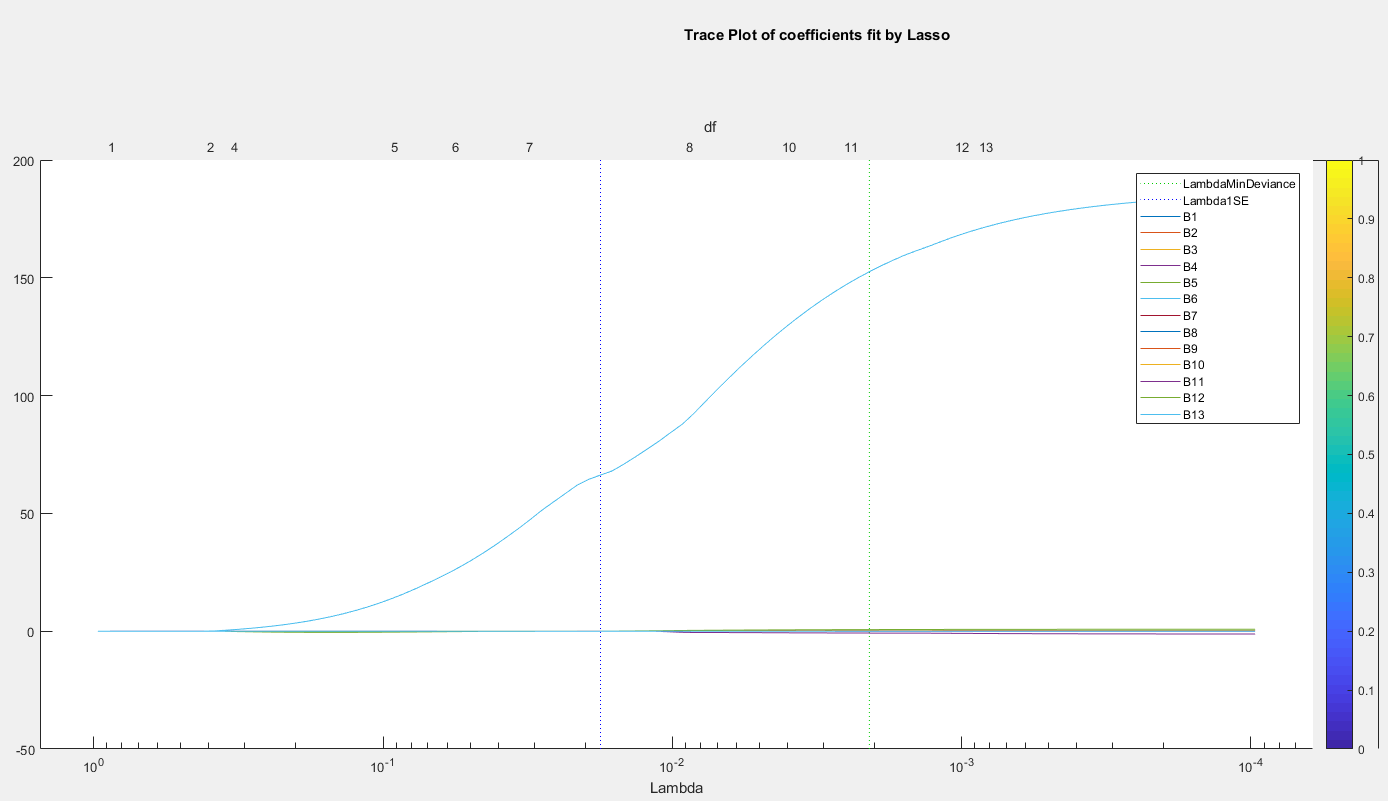 Trace Plot of coefficients fit by Lasso
df
1 2 4 5 6 7 8 10 11 12 13
200
150
100
50
0
-50
10^0 10^-1 10^-2 10^-3 10^-4
Lambda
LambdaMinDeviance
Lambda1SE
B1
B2
B3
B4
B5
B6
B7
B8
B9
B10
B11
B12
B13
1
0.9
0.8
0.7
0.6
0.5
0.4
0.3
0.2
0.1
0